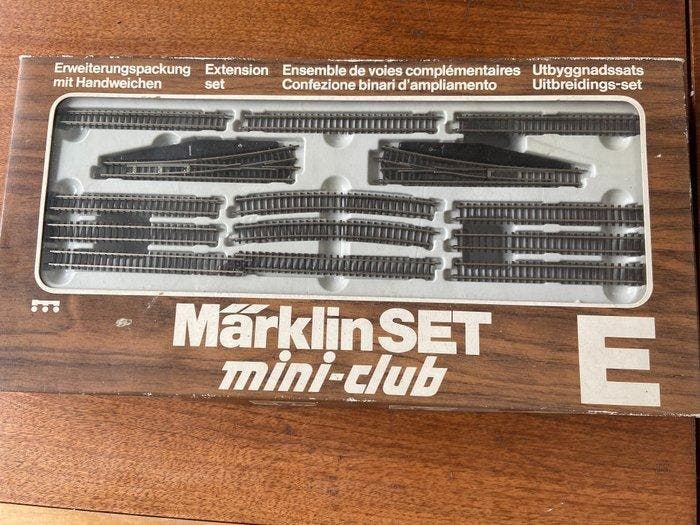 Erweiterungspackung
mit Handweichen
Extension
set
Ensemble de voies complémentaires
Confezione binari d'ampliamento
Utbyggnadssats
Uitbreidings-set
MärklinSET
mini-club
E